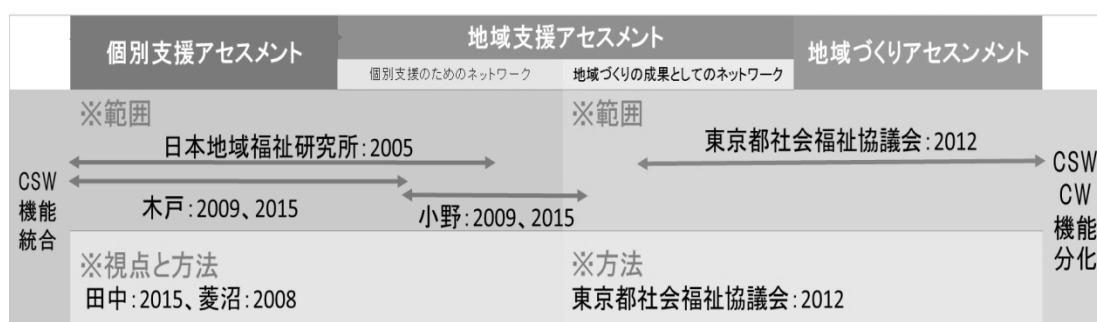 個別支援アセスメント
地域支援アセスメント
個別支援のためのネットワーク
地域づくりの成果としてのネットワーク
地域づくりアセスンメント
CSW
機能
統合
※範囲
日本地域福祉研究所:2005
木戸:2009、2015
小野:2009、2015
※範囲
東京都社会福祉協議会:2012
※視点と方法
田中:2015、菱沼:2008
※方法
東京都社会福祉協議会:2012
CSW
CW
機能
分化